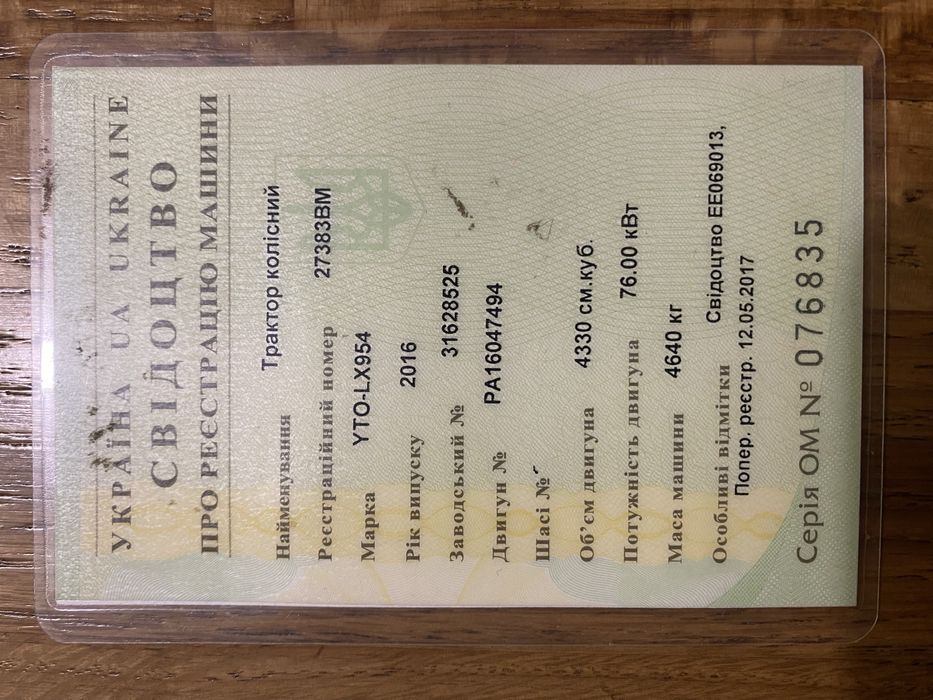 УКРАЇНА UA UKRAINE
СВІДОЦТВО
ПРО РЕЄСТРАЦІЮ МАШИНИ
Найменування Трактор колісний
Реєстраційний номер 27383ВМ
Марка YTO-LX954
Рік випуску 2016
Заводський № 31628525
Двигун № PA16047494
Шасі №
Об'єм двигуна 4330 см.куб.
Потужність двигуна 76.00 кВт
Маса машини 4640 кг
Особливі відмітки Свідоцтво ЕЕ069013,
Попер. реєстр. 12.05.2017
Серія ОМ № 076835